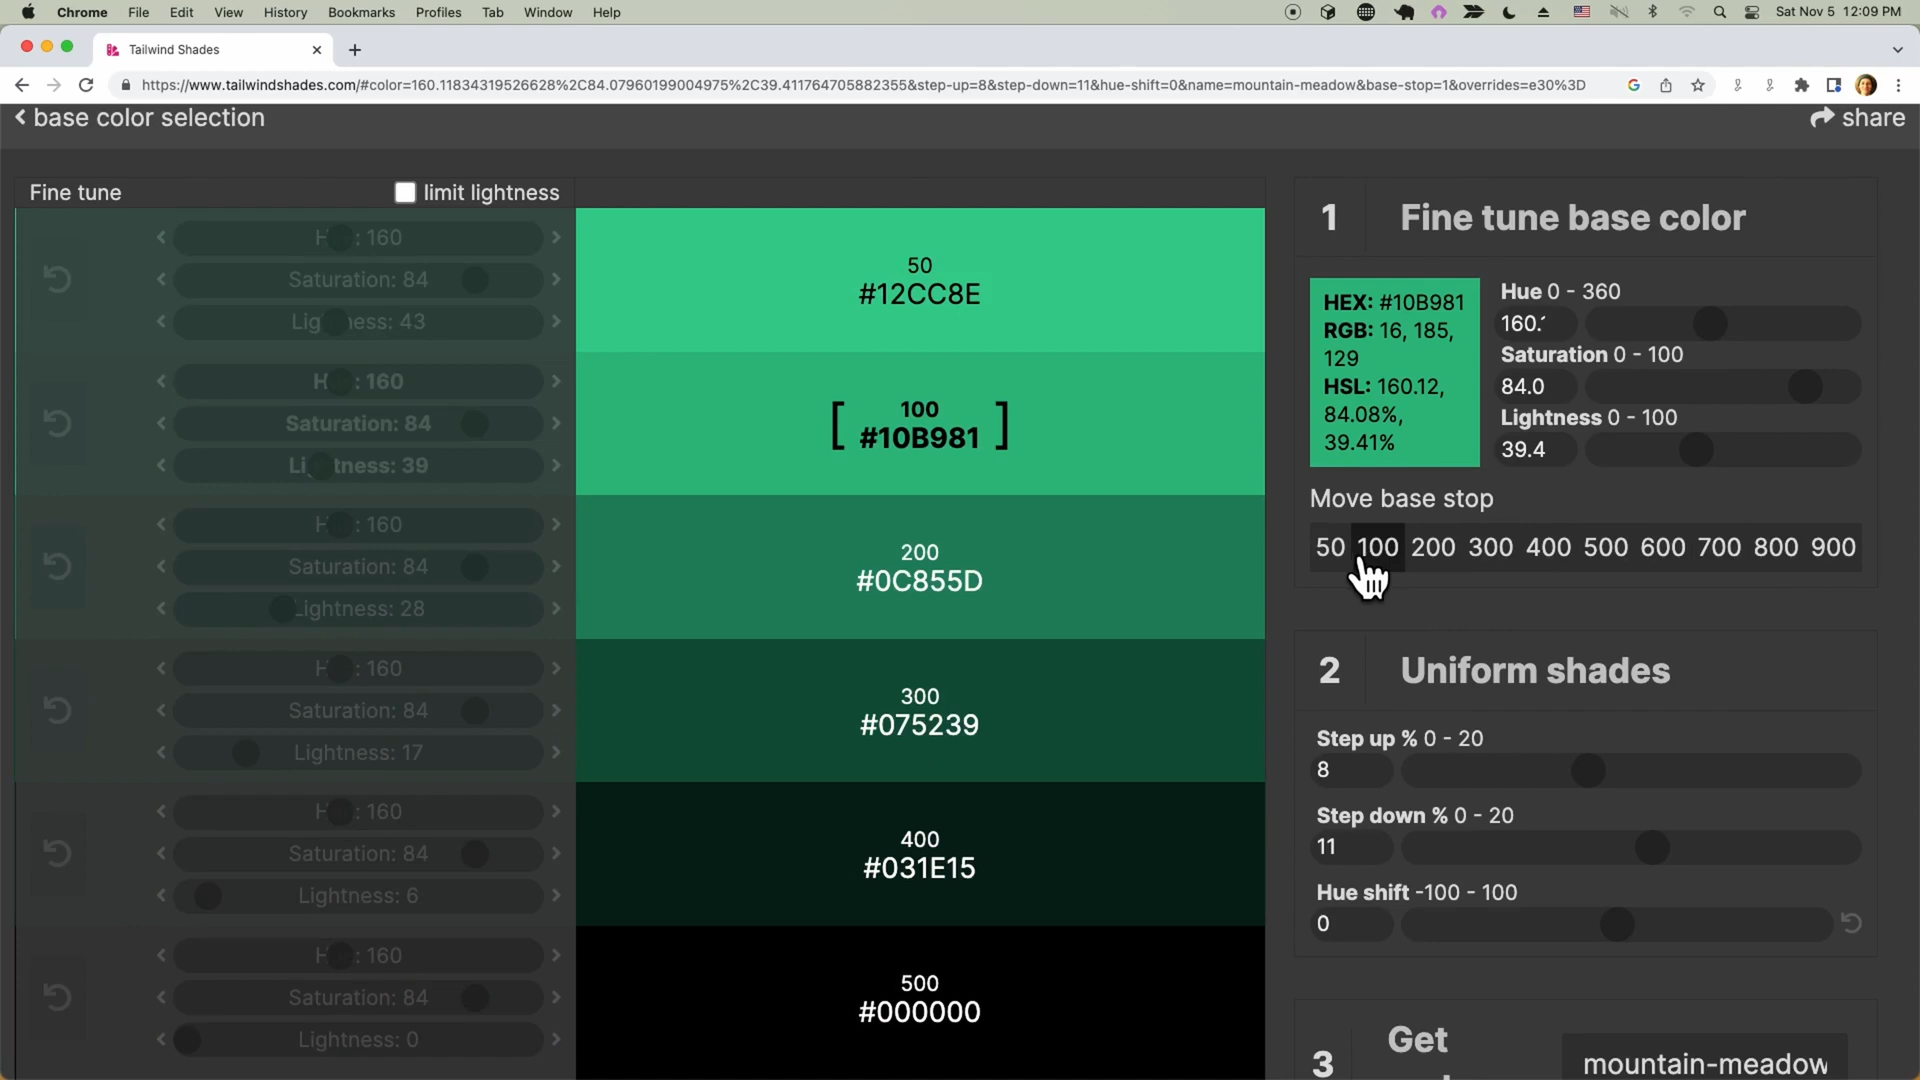 Chrome File Edit View History Bookmarks Profiles Tab Window Help Sat Nov 5 12:09 PM
Tailwind Shades
https://www.tailwindshades.com/#color=160.11834319526628%2C84.07960199004975%2C39.411764705882355&step-up=8&step-down=11&hue-shift=0&name=mountain-meadow&base-stop=1&overrides=e30%3D
base color selection
share
Fine tune
limit lightness
: 160
Saturation: 84
: 43
: 160
Saturation: 84
: 39
: 160
Saturation: 84
Lightness: 28
: 160
Saturation: 84
Lightness: 17
: 160
Saturation: 84
Lightness: 6
: 160
Saturation: 84
Lightness: 0
50
#12CC8E
[ 100
#10B981 ]
200
#0C855D
300
#075239
400
#031E15
500
#000000
1 Fine tune base color
HEX: #10B981
RGB: 16, 185,
129
HSL: 160.12,
84.08%,
39.41%
Hue 0 - 360
160.
Saturation 0 - 100
84.0
Lightness 0 - 100
39.4
Move base stop
50 100 200 300 400 500 600 700 800 900
2 Uniform shades
Step up % 0 - 20
8
Step down % 0 - 20
11
Hue shift -100 - 100
0
3
Get
mountain-meadow